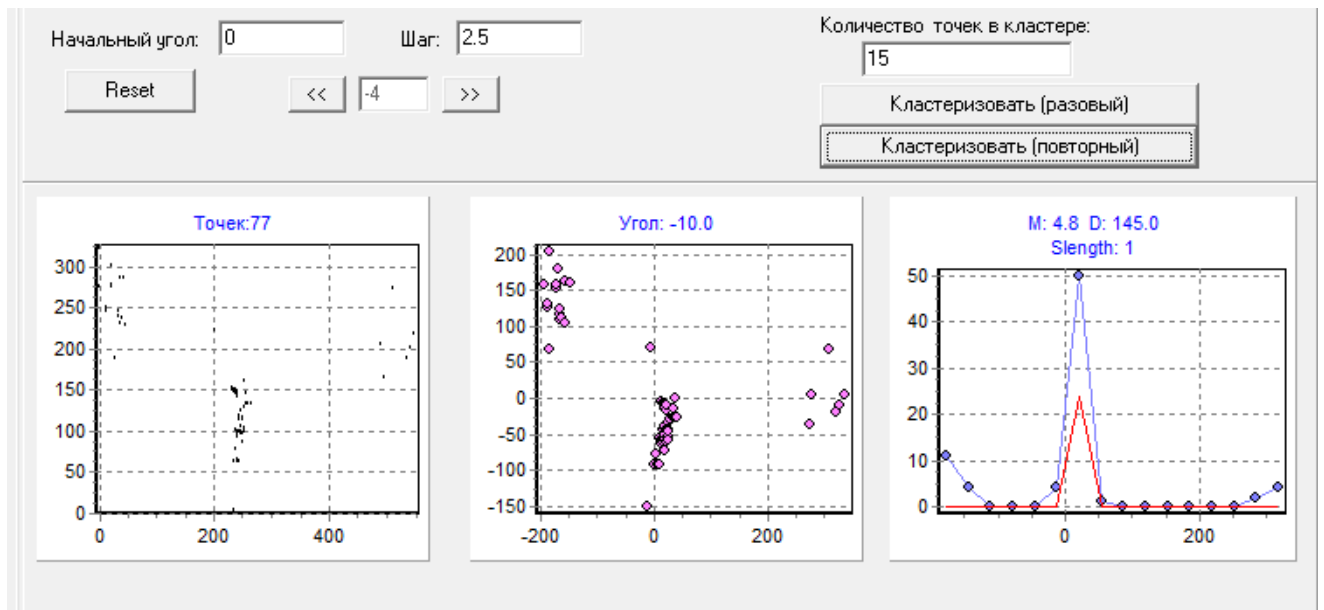 Начальный угол: 0 Шаг: 2.5 Количество точек в кластере:
15
Reset << -4 >> Кластеризовать (разовый)
Кластеризовать (повторный)
Точек:77
300
250
200
150
100
50
0
0 200 400
Угол: -10.0
200
150
100
50
0
-50
-100
-150
-200 0 200
M: 4.8 D: 145.0
Slength: 1
50
40
30
20
10
0
0 200